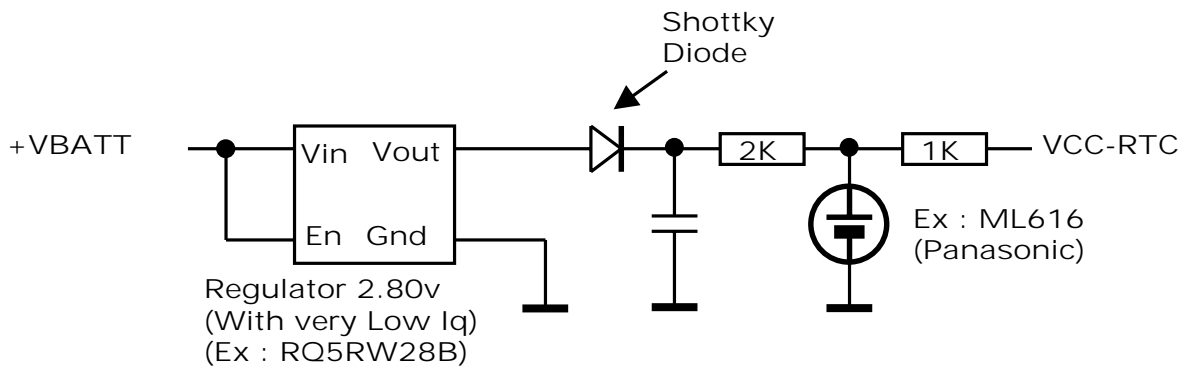 Shottky
Diode
+VBATT
Vin Vout
2K
1K
VCC-RTC
En Gnd
Ex : ML616
(Panasonic)
Regulator 2.80v
(With very Low Iq)
(Ex : RQ5RW28B)